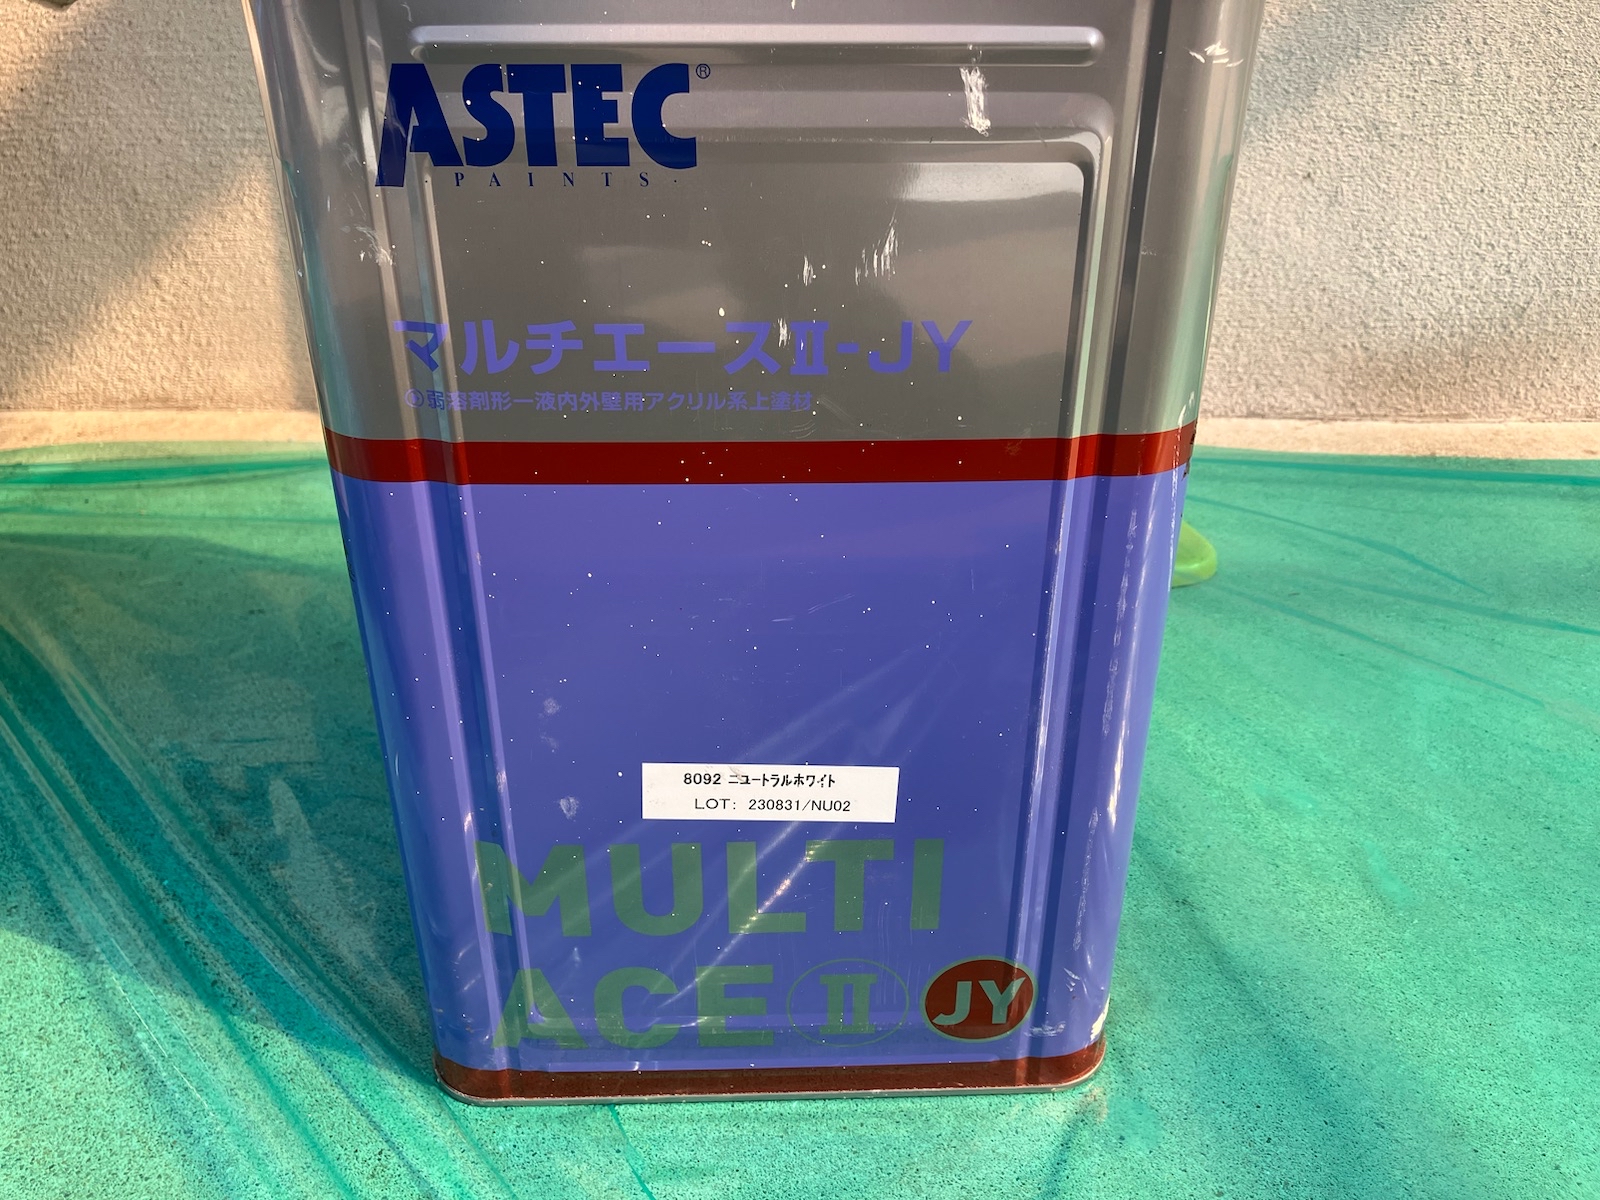 ASTEC®
·PAINTS·
マルチエースⅡ-JY
弱溶剤形一液内外壁用アクリル系上塗材
8092 ニュートラルホワイト
LOT: 230831/NU02
MULTI
ACE Ⅱ JY